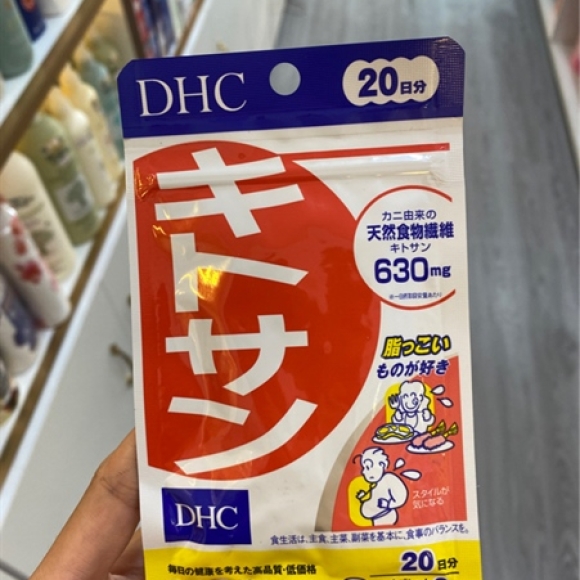 DHC
20日分
キトサン
カニ由来の
天然食物繊維
キトサン
630mg
脂っこい
ものが好き
スタイルが
気になる
DHC
食生活は、主食、主菜、副菜を基本に、食事のバランスを。
毎日の健康を考えた高品質・低価格
20日分